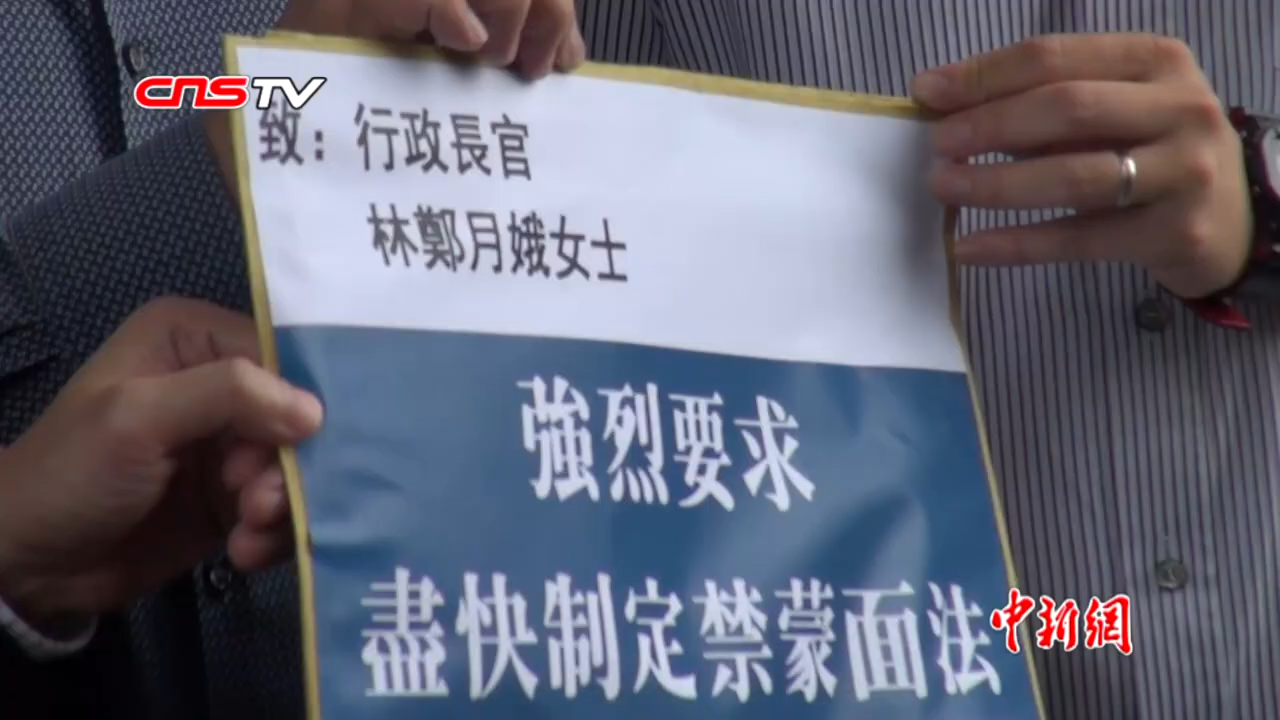 CNSTV
致：行政長官
林鄭月娥女士
強烈要求
盡快制定禁蒙面法
中新網